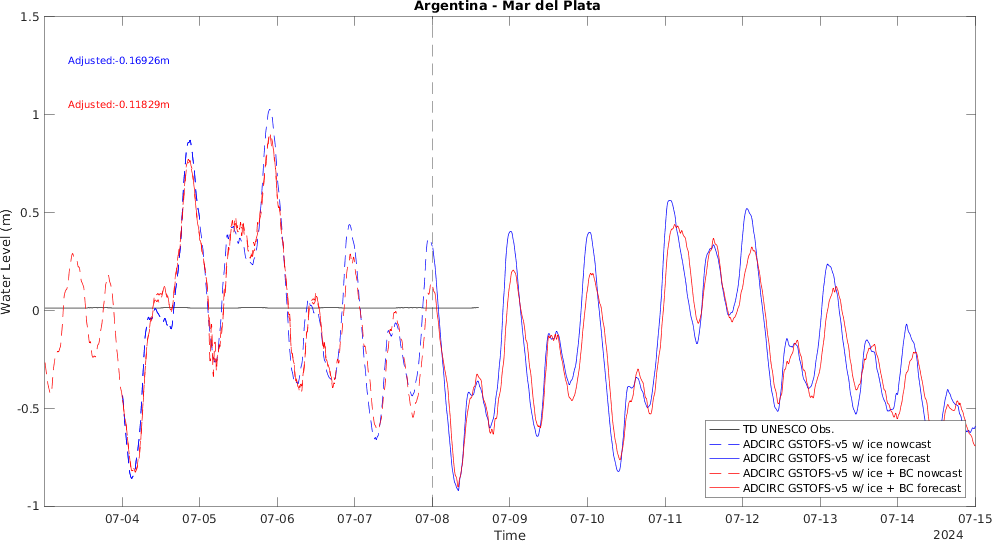 Argentina - Mar del Plata
1.5
Adjusted:-0.16926m
Adjusted:-0.11829m
1
0.5
0
-0.5
-1
Water Level (m)
TD UNESCO Obs.
ADCIRC GSTOFS-v5 w/ ice nowcast
ADCIRC GSTOFS-v5 w/ ice forecast
ADCIRC GSTOFS-v5 w/ ice + BC nowcast
ADCIRC GSTOFS-v5 w/ ice + BC forecast
07-04 07-05 07-06 07-07 07-08 07-09 07-10 07-11 07-12 07-13 07-14 07-15
Time
2024